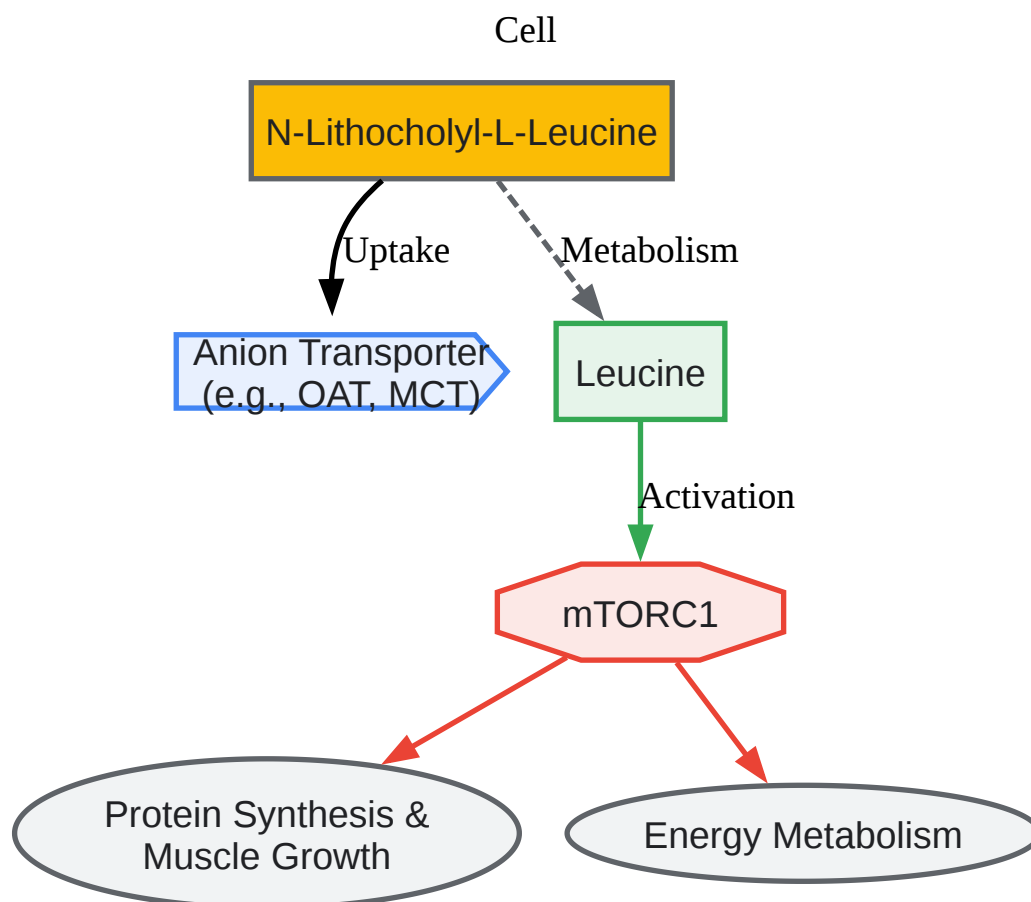 Cell
N-Lithocholyl-L-Leucine
Uptake
Metabolism
Anion Transporter
(e.g., OAT, MCT)
Leucine
Activation
mTORC1
Protein Synthesis &
Muscle Growth
Energy Metabolism